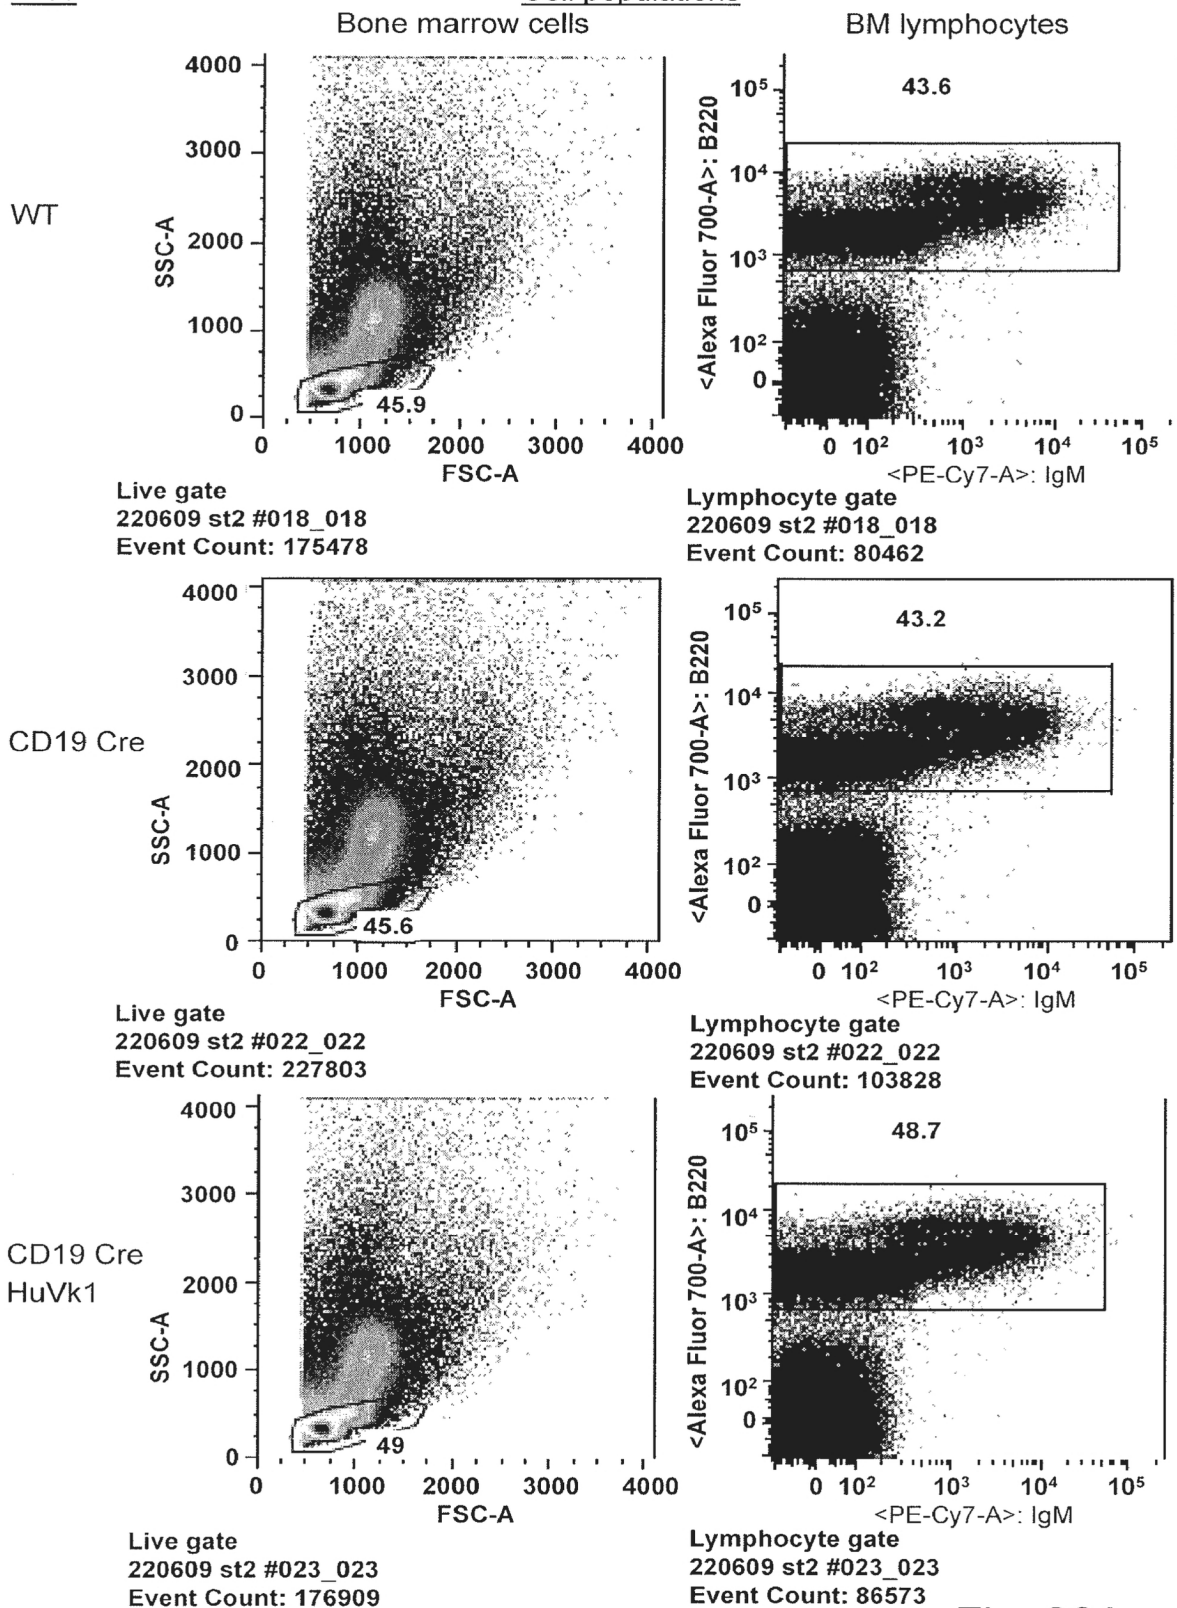 Bone marrow cells
BM lymphocytes
WT
4000
3000
2000
1000
0
SSC-A
45.9
0 1000 2000 3000 4000
FSC-A
Live gate
220609 st2 #018_018
Event Count: 175478
<Alexa Fluor 700-A>: B220
10⁵
10⁴
10³
10²
0
43.6
0 10² 10³ 10⁴ 10⁵
<PE-Cy7-A>: IgM
Lymphocyte gate
220609 st2 #018_018
Event Count: 80462
CD19 Cre
4000
3000
2000
1000
0
SSC-A
45.6
0 1000 2000 3000 4000
FSC-A
Live gate
220609 st2 #022_022
Event Count: 227803
<Alexa Fluor 700-A>: B220
10⁵
10⁴
10³
10²
0
43.2
0 10² 10³ 10⁴ 10⁵
<PE-Cy7-A>: IgM
Lymphocyte gate
220609 st2 #022_022
Event Count: 103828
CD19 Cre
HuVk1
4000
3000
2000
1000
0
SSC-A
49
0 1000 2000 3000 4000
FSC-A
Live gate
220609 st2 #023_023
Event Count: 176909
<Alexa Fluor 700-A>: B220
10⁵
10⁴
10³
10²
0
48.7
0 10² 10³ 10⁴ 10⁵
<PE-Cy7-A>: IgM
Lymphocyte gate
220609 st2 #023_023
Event Count: 86573